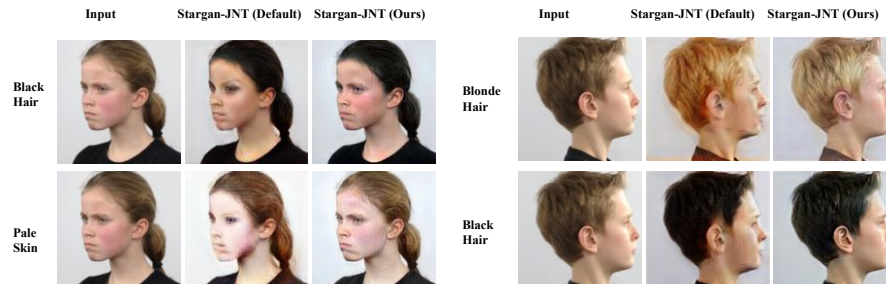 Input Stargan-JNT (Default) Stargan-JNT (Ours)
Black
Hair
Pale
Skin
Input Stargan-JNT (Default) Stargan-JNT (Ours)
Blonde
Hair
Black
Hair